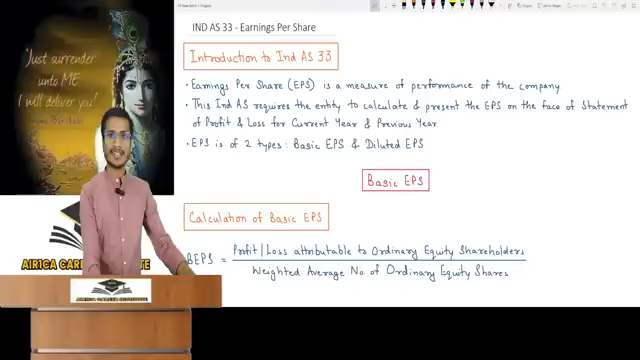 IND AS 33 - Earnings Per Share
Introduction to Ind AS 33
"Just surrender
unto ME
I will deliver you"
• Earnings Per Share (EPS) is a measure of performance of the company
• This Ind AS requires the entity to calculate & present the EPS on the face of Statement
of Profit & Loss for Current Year & Previous Year
• EPS is of 2 types: Basic EPS & Diluted EPS
Basic EPS
Calculation of Basic EPS
BEPS = Profit/Loss attributable to Ordinary Equity Shareholders
Weighted Average No. of Ordinary Equity Shares
AIR1CA CAREER INSTITUTE